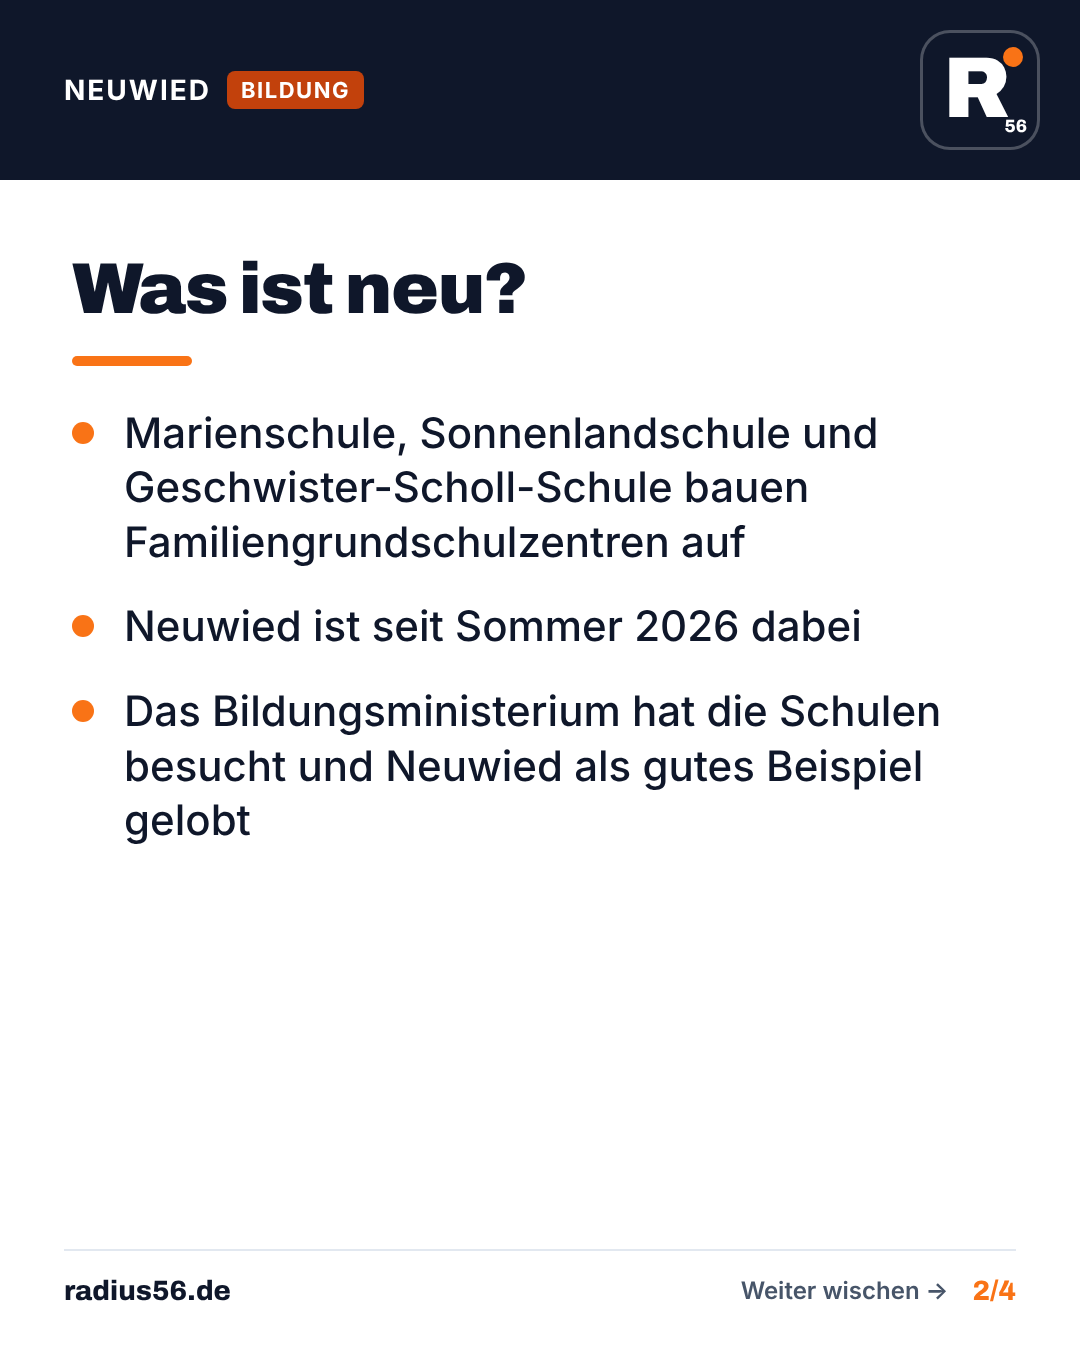 NEUWIED BILDUNG
R
56
Was ist neu?
Marienschule, Sonnenlandschule und
Geschwister-Scholl-Schule bauen
Familiengrundschulzentren auf
Neuwied ist seit Sommer 2026 dabei
Das Bildungsministerium hat die Schulen
besucht und Neuwied als gutes Beispiel
gelobt
radius56.de
Weiter wischen → 2/4